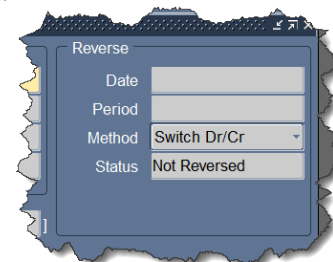 Reverse
Date
Period
Method Switch Dr/Cr
Status Not Reversed
]